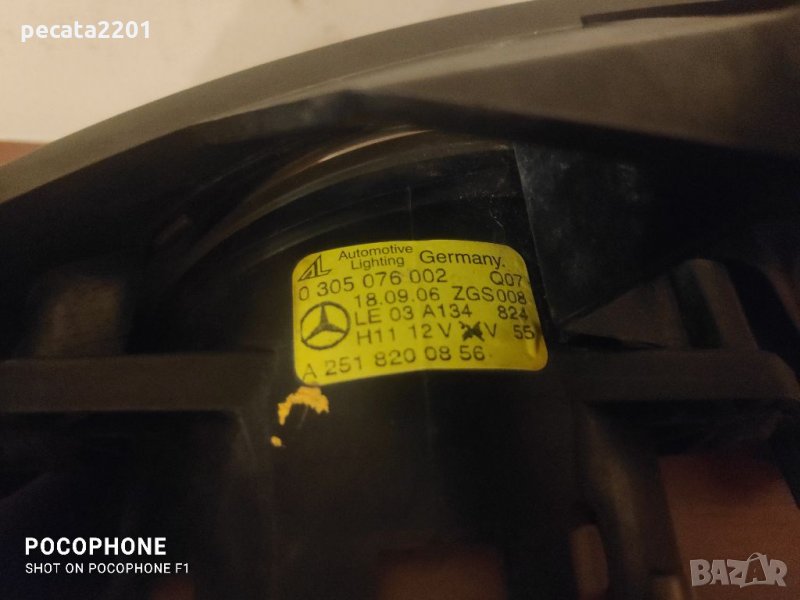 pecata2201
Automotive
Lighting
Germany.
0 305 076 002 Q07
18.09.06 ZGS008
LE 03 A134 824
H11 12 V V 55
A 251 820 08 56
POCOPHONE
SHOT ON POCOPHONE F1
BAZAR